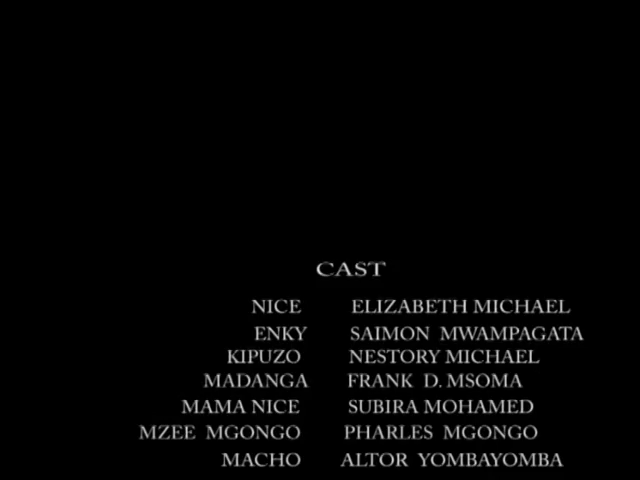 CAST
NICE ELIZABETH MICHAEL
ENKY SAIMON MWAMPAGATA
KIPUZO NESTORY MICHAEL
MADANGA FRANK D. MSOMA
MAMA NICE SUBIRA MOHAMED
MZEE MGONGO PHARLES MGONGO
MACHO ALTOR YOMBAYOMBA